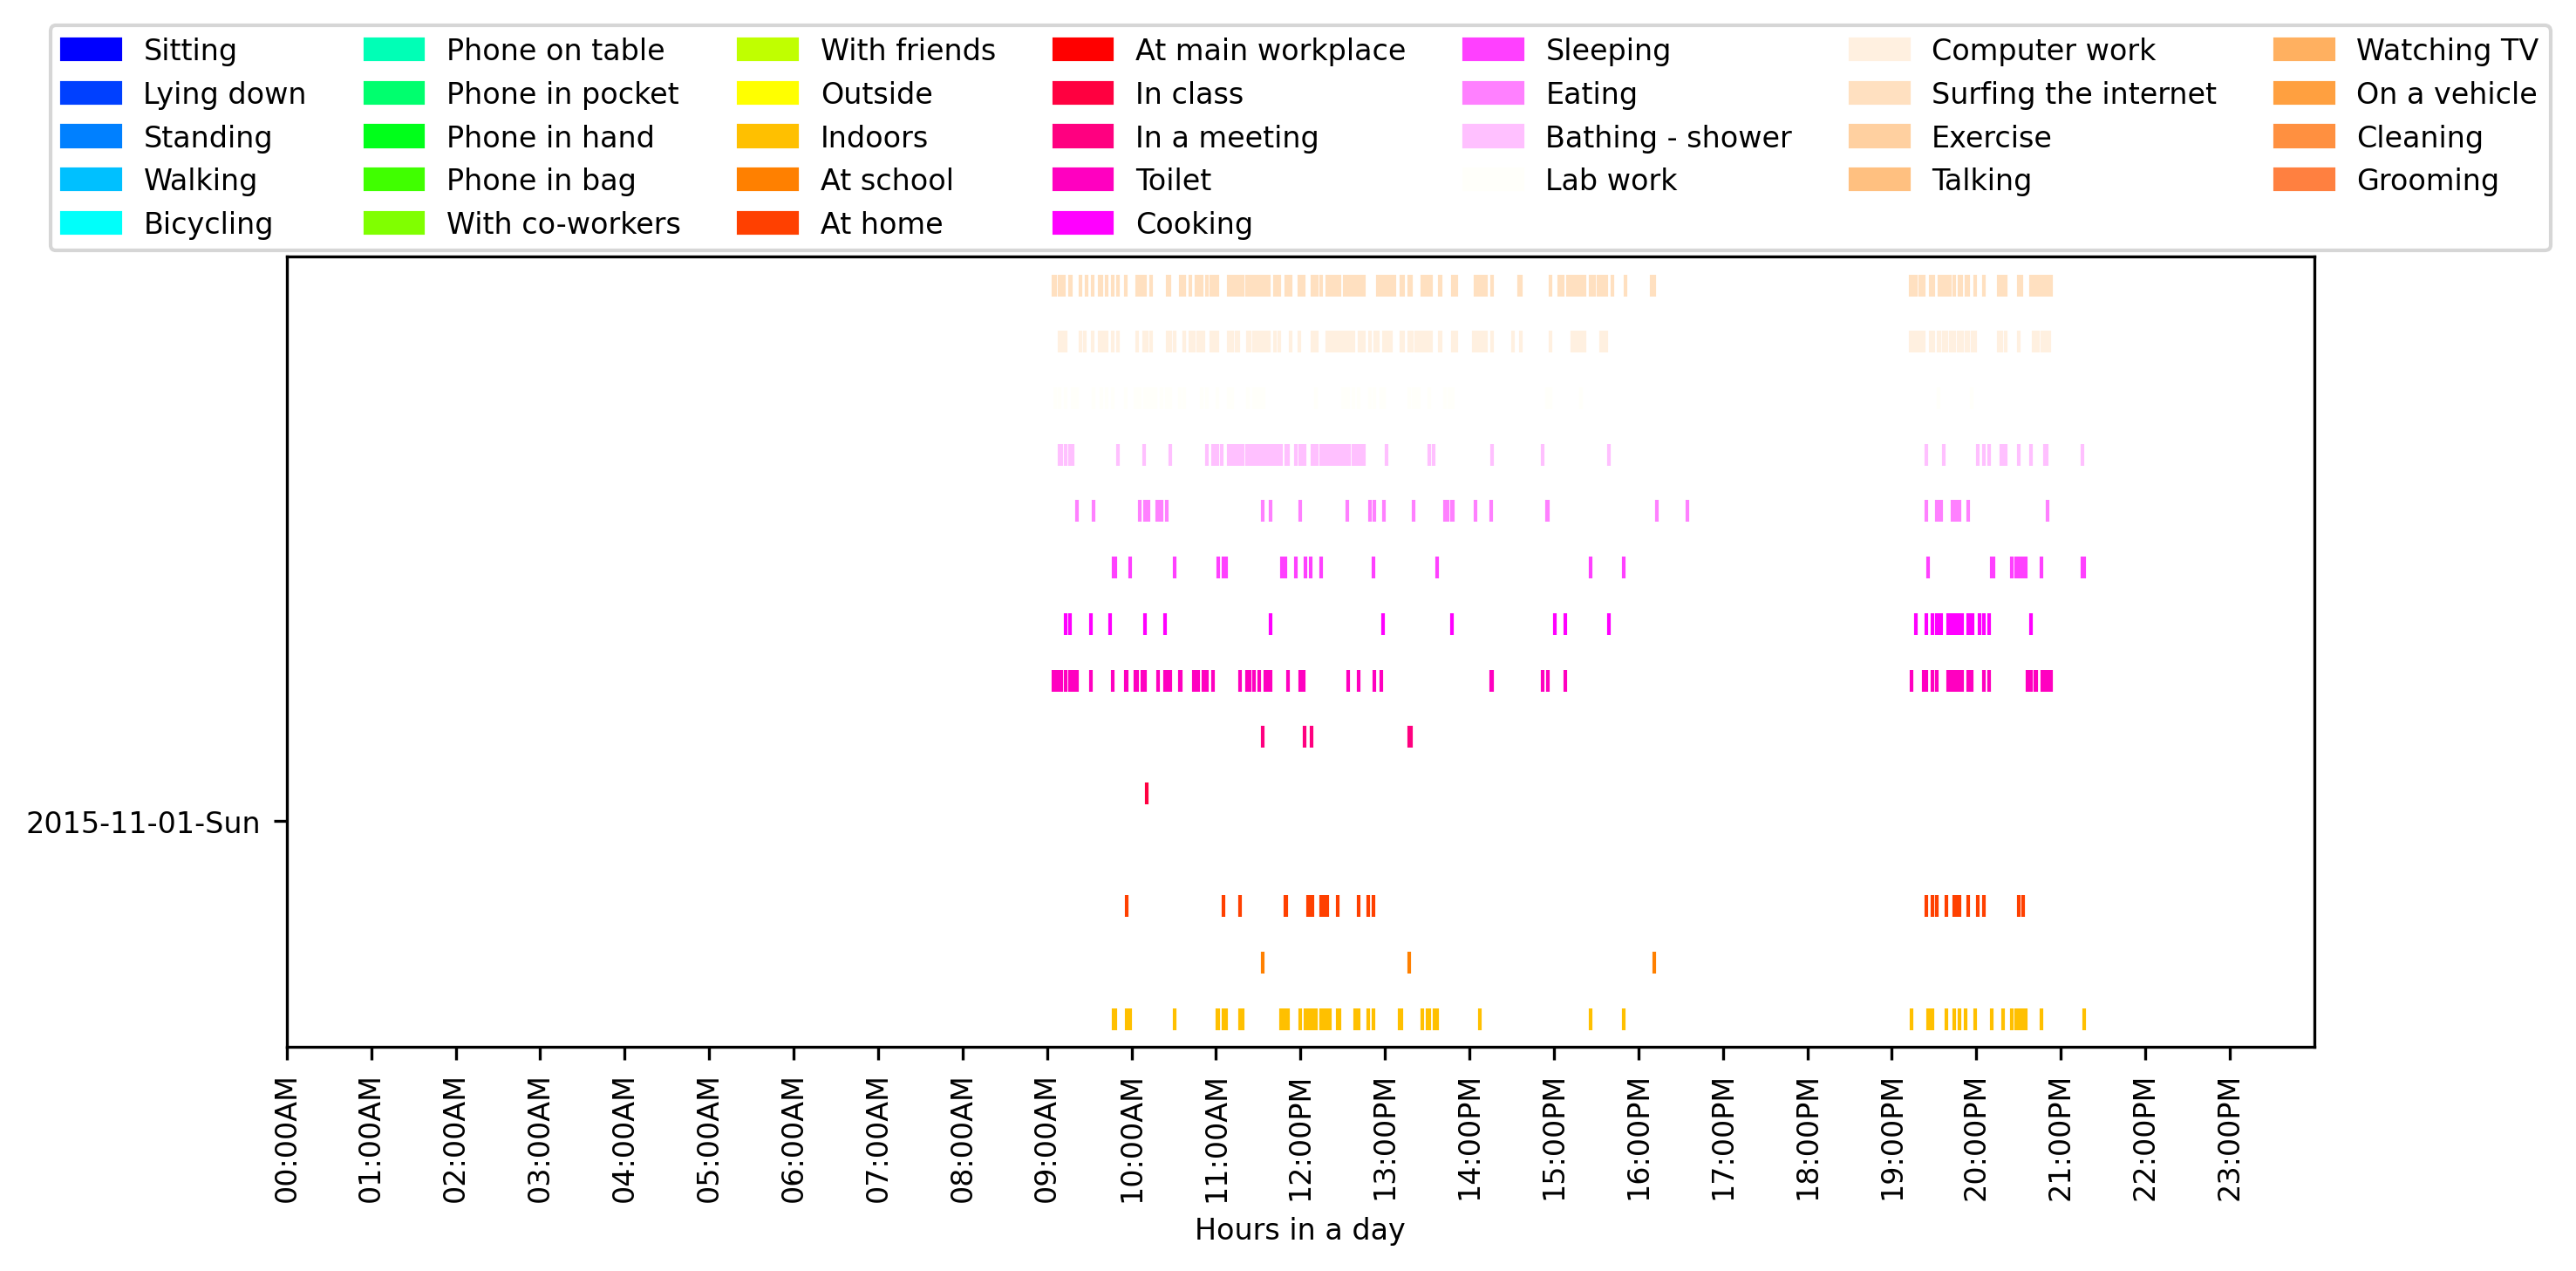 Sitting
Lying down
Standing
Walking
Bicycling
Phone on table
Phone in pocket
Phone in hand
Phone in bag
With co-workers
With friends
Outside
Indoors
At school
At home
At main workplace
In class
In a meeting
Toilet
Cooking
Sleeping
Eating
Bathing - shower
Lab work
Computer work
Surfing the internet
Exercise
Talking
Watching TV
On a vehicle
Cleaning
Grooming
2015-11-01-Sun
00:00AM
01:00AM
02:00AM
03:00AM
04:00AM
05:00AM
06:00AM
07:00AM
08:00AM
09:00AM
10:00AM
11:00AM
12:00PM
13:00PM
14:00PM
15:00PM
16:00PM
17:00PM
18:00PM
19:00PM
20:00PM
21:00PM
22:00PM
23:00PM
Hours in a day